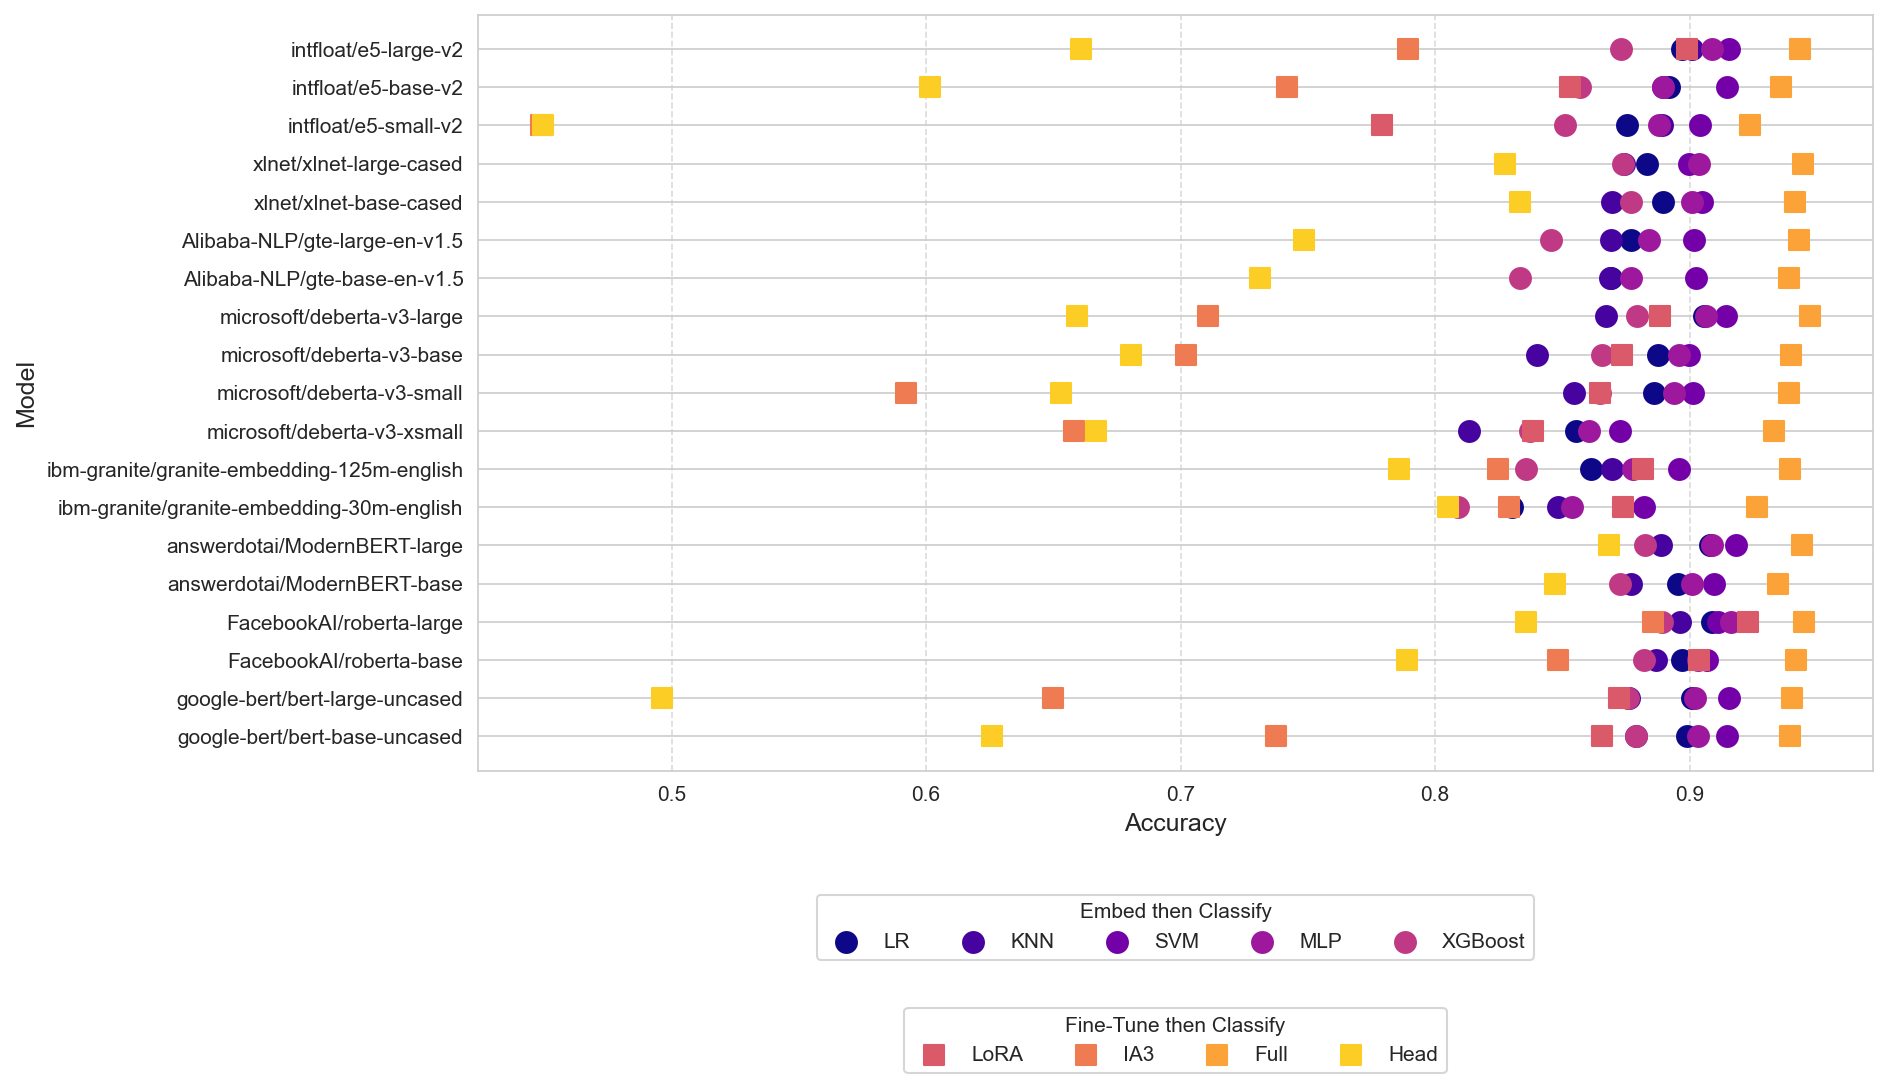 intfloat/e5-large-v2
intfloat/e5-base-v2
intfloat/e5-small-v2
xlnet/xlnet-large-cased
xlnet/xlnet-base-cased
Alibaba-NLP/gte-large-en-v1.5
Alibaba-NLP/gte-base-en-v1.5
microsoft/deberta-v3-large
microsoft/deberta-v3-base
microsoft/deberta-v3-small
microsoft/deberta-v3-xsmall
ibm-granite/granite-embedding-125m-english
ibm-granite/granite-embedding-30m-english
answerdotai/ModernBERT-large
answerdotai/ModernBERT-base
FacebookAI/roberta-large
FacebookAI/roberta-base
google-bert/bert-large-uncased
google-bert/bert-base-uncased
Model
0.5 0.6 0.7 0.8 0.9
Accuracy
Embed then Classify
LR KNN SVM MLP XGBoost
Fine-Tune then Classify
LoRA IA3 Full Head